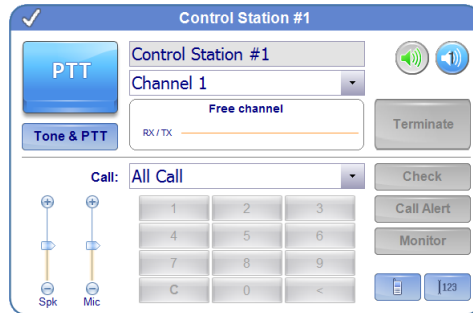 Control Station #1
PTT
Control Station #1
Channel 1
Free channel
RX / TX
Terminate
Tone & PTT
Call:
All Call
Check
1 2 3
Call Alert
4 5 6
Monitor
7 8 9
C 0 <
123
Spk Mic